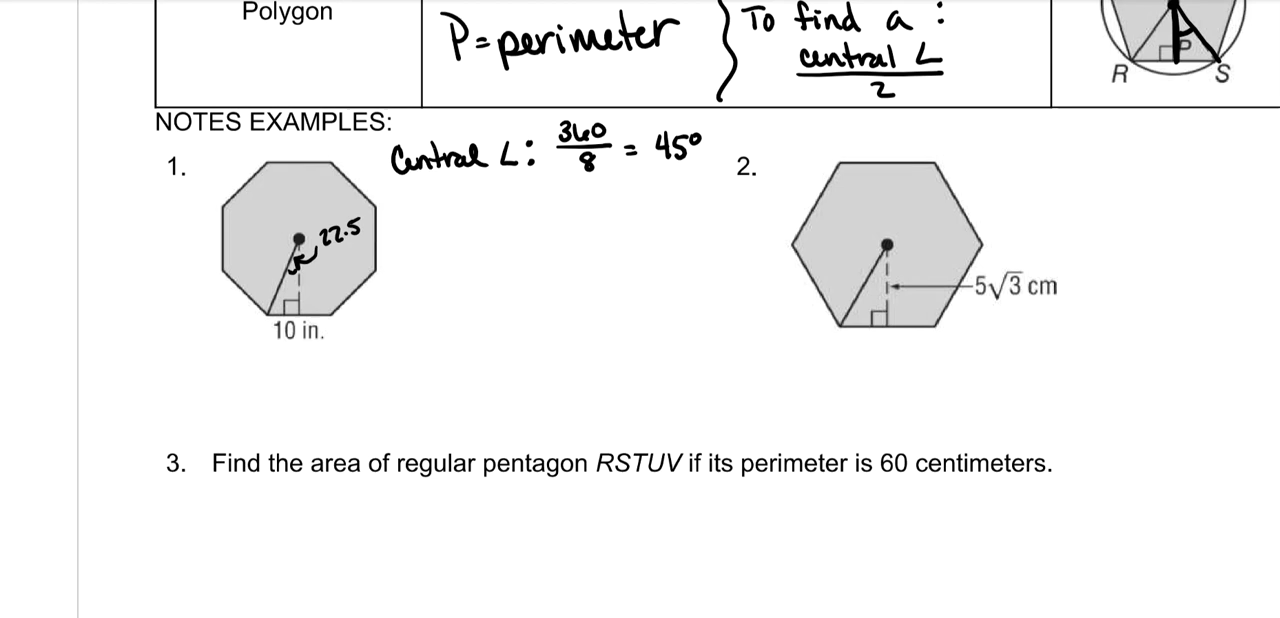 Polygon
P = perimeter
To find a :
central ∠
2
P
R
S
NOTES EXAMPLES:
Central ∠: 360/8 = 45°
1.
22.5
10 in.
2.
5√3 cm
3. Find the area of regular pentagon RSTUV if its perimeter is 60 centimeters.